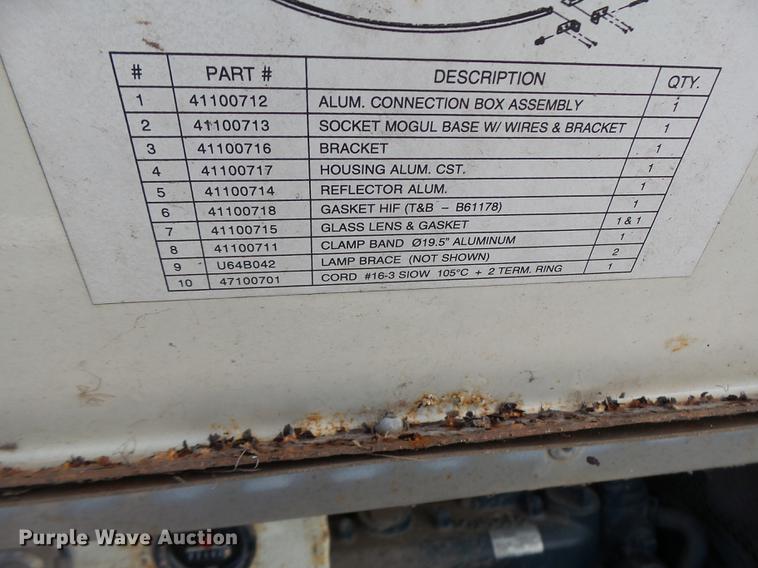 # PART # DESCRIPTION QTY.
1 41100712 ALUM. CONNECTION BOX ASSEMBLY 1
2 41100713 SOCKET MOGUL BASE W/ WIRES & BRACKET 1
3 41100716 BRACKET 1
4 41100717 HOUSING ALUM. CST. 1
5 41100714 REFLECTOR ALUM. 1
6 41100718 GASKET HIF (T&B – B61178) 1
7 41100715 GLASS LENS & GASKET 1 & 1
8 41100711 CLAMP BAND Ø19.5" ALUMINUM 1
9 U64B042 LAMP BRACE (NOT SHOWN) 2
10 47100701 CORD #16-3 SIOW 105°C + 2 TERM. RING 1
Purple Wave Auction